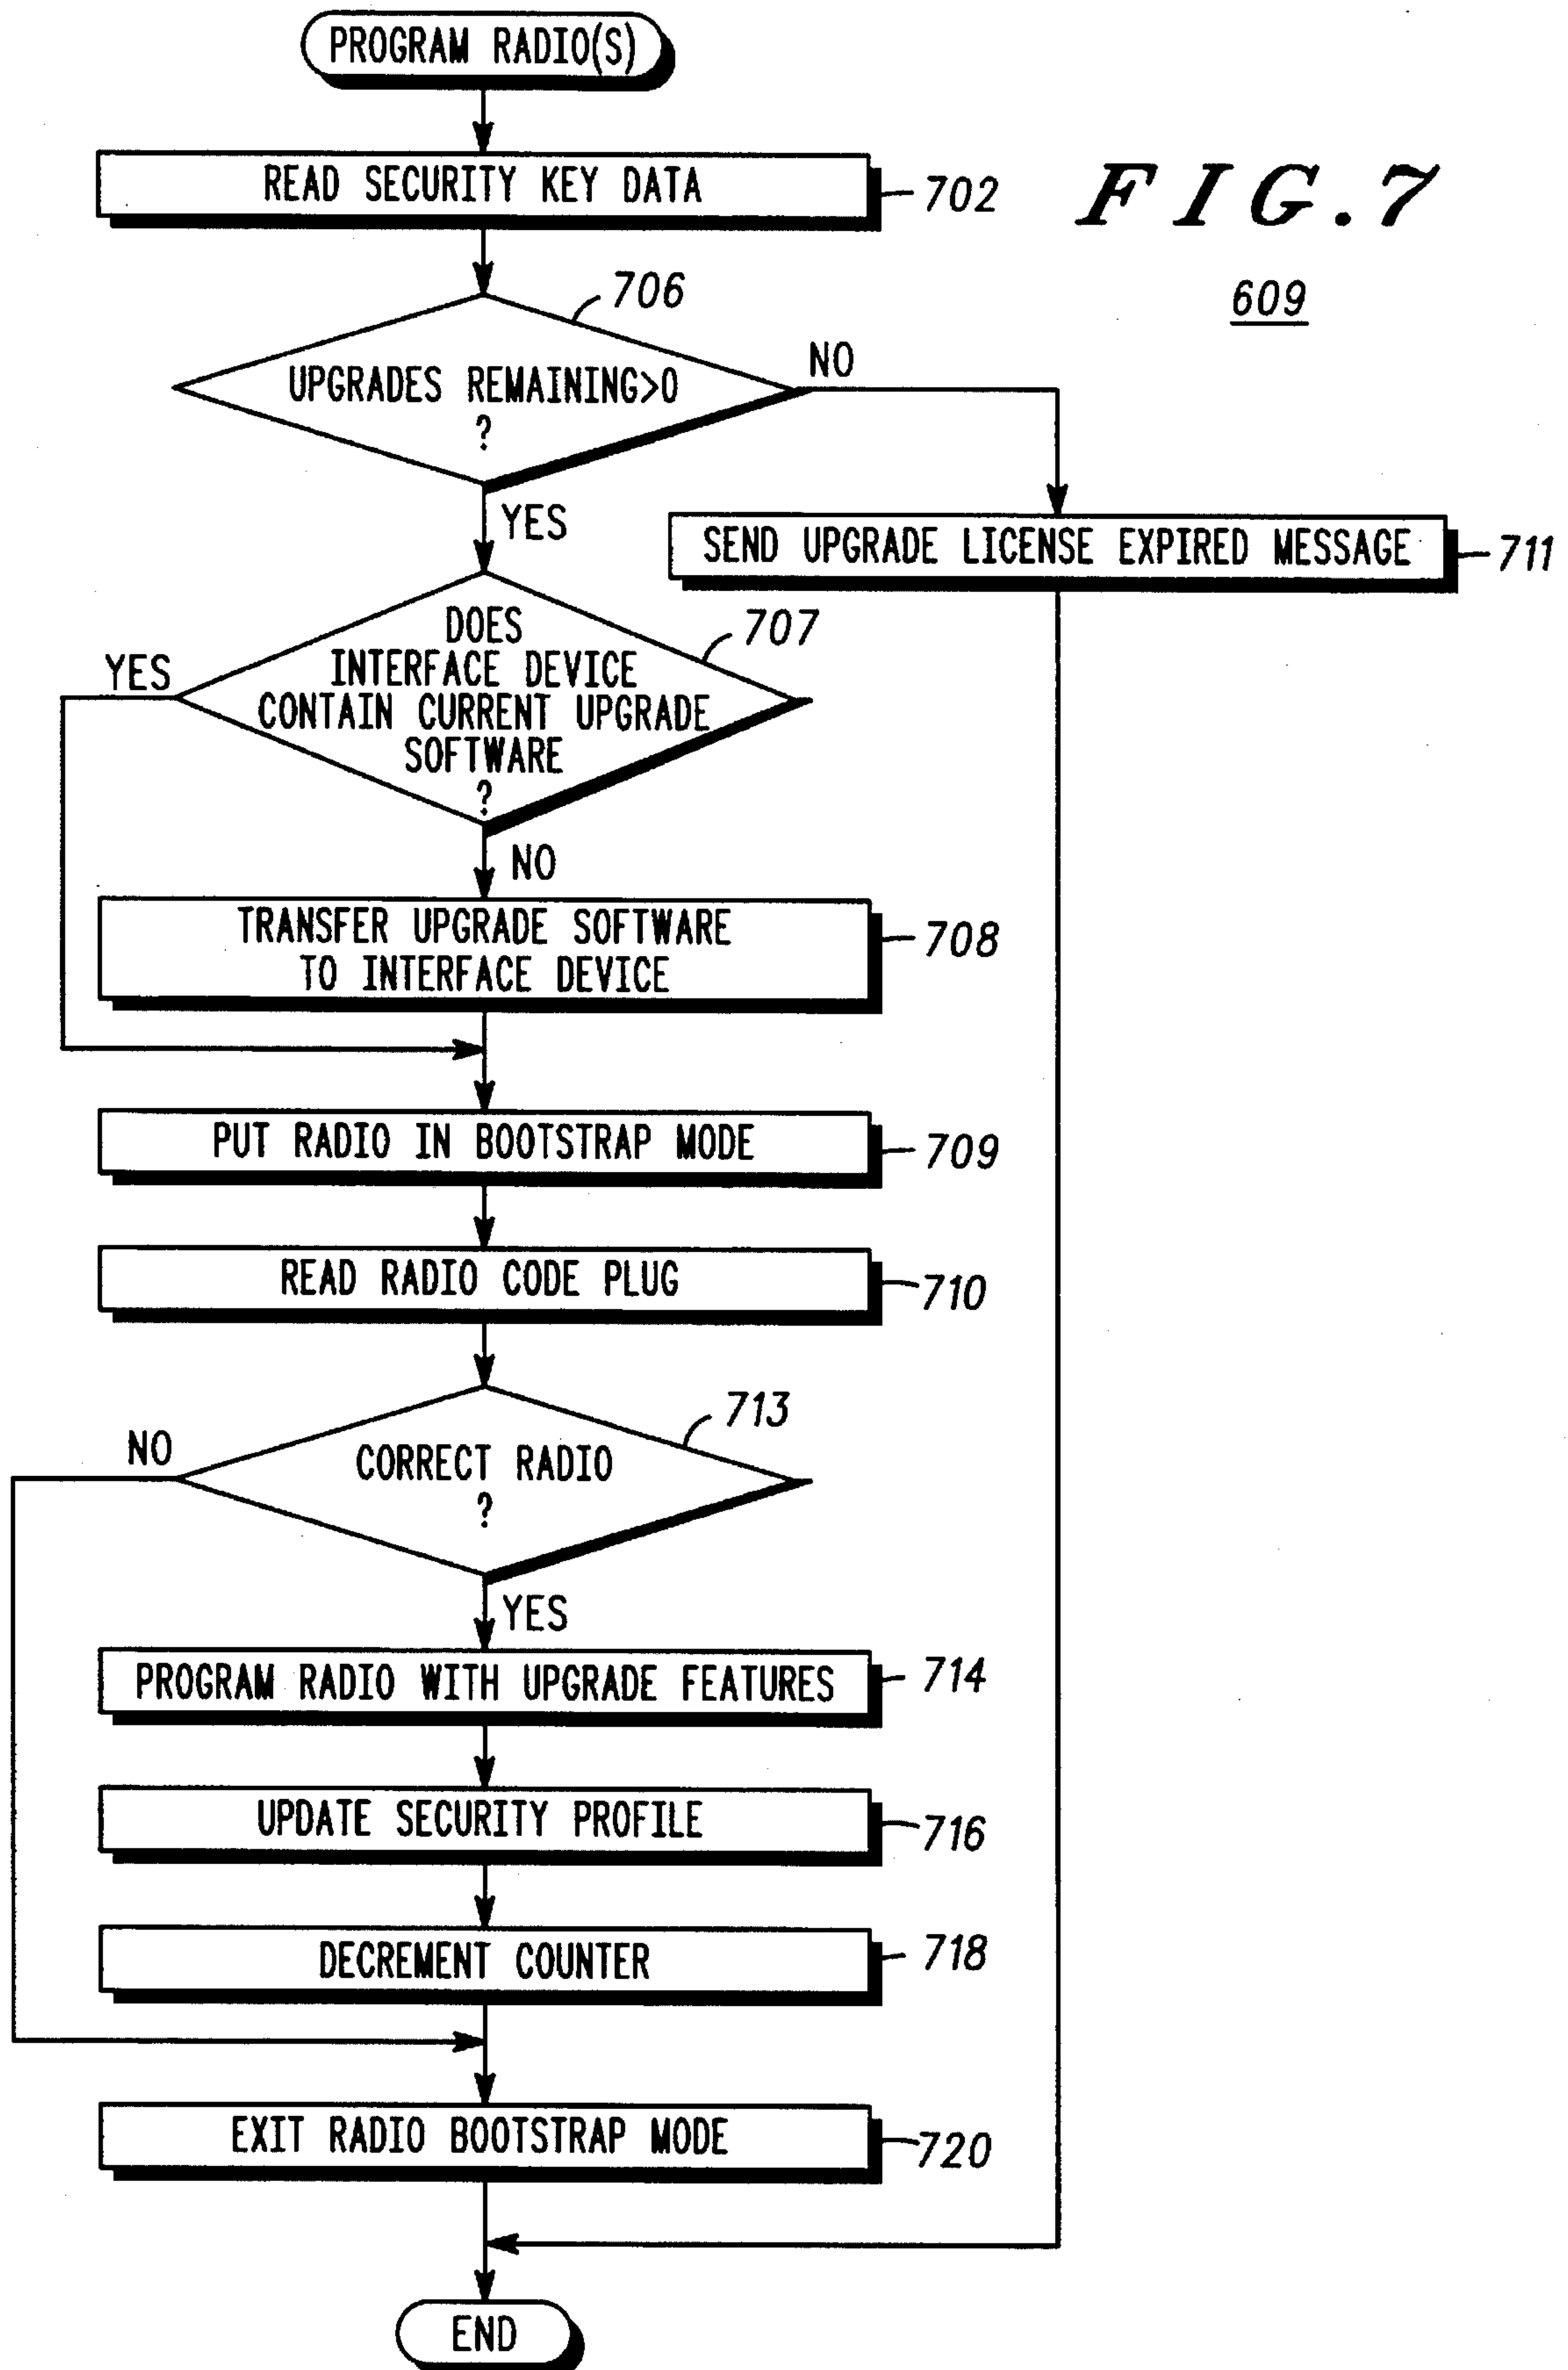 PROGRAM RADIO(S)
READ SECURITY KEY DATA
702
FIG.7
609
706
UPGRADES REMAINING>0
?
NO
YES
SEND UPGRADE LICENSE EXPIRED MESSAGE
711
707
DOES
INTERFACE DEVICE
CONTAIN CURRENT UPGRADE
SOFTWARE
?
YES
NO
TRANSFER UPGRADE SOFTWARE
TO INTERFACE DEVICE
708
PUT RADIO IN BOOTSTRAP MODE
709
READ RADIO CODE PLUG
710
713
CORRECT RADIO
?
NO
YES
PROGRAM RADIO WITH UPGRADE FEATURES
714
UPDATE SECURITY PROFILE
716
DECREMENT COUNTER
718
EXIT RADIO BOOTSTRAP MODE
720
END